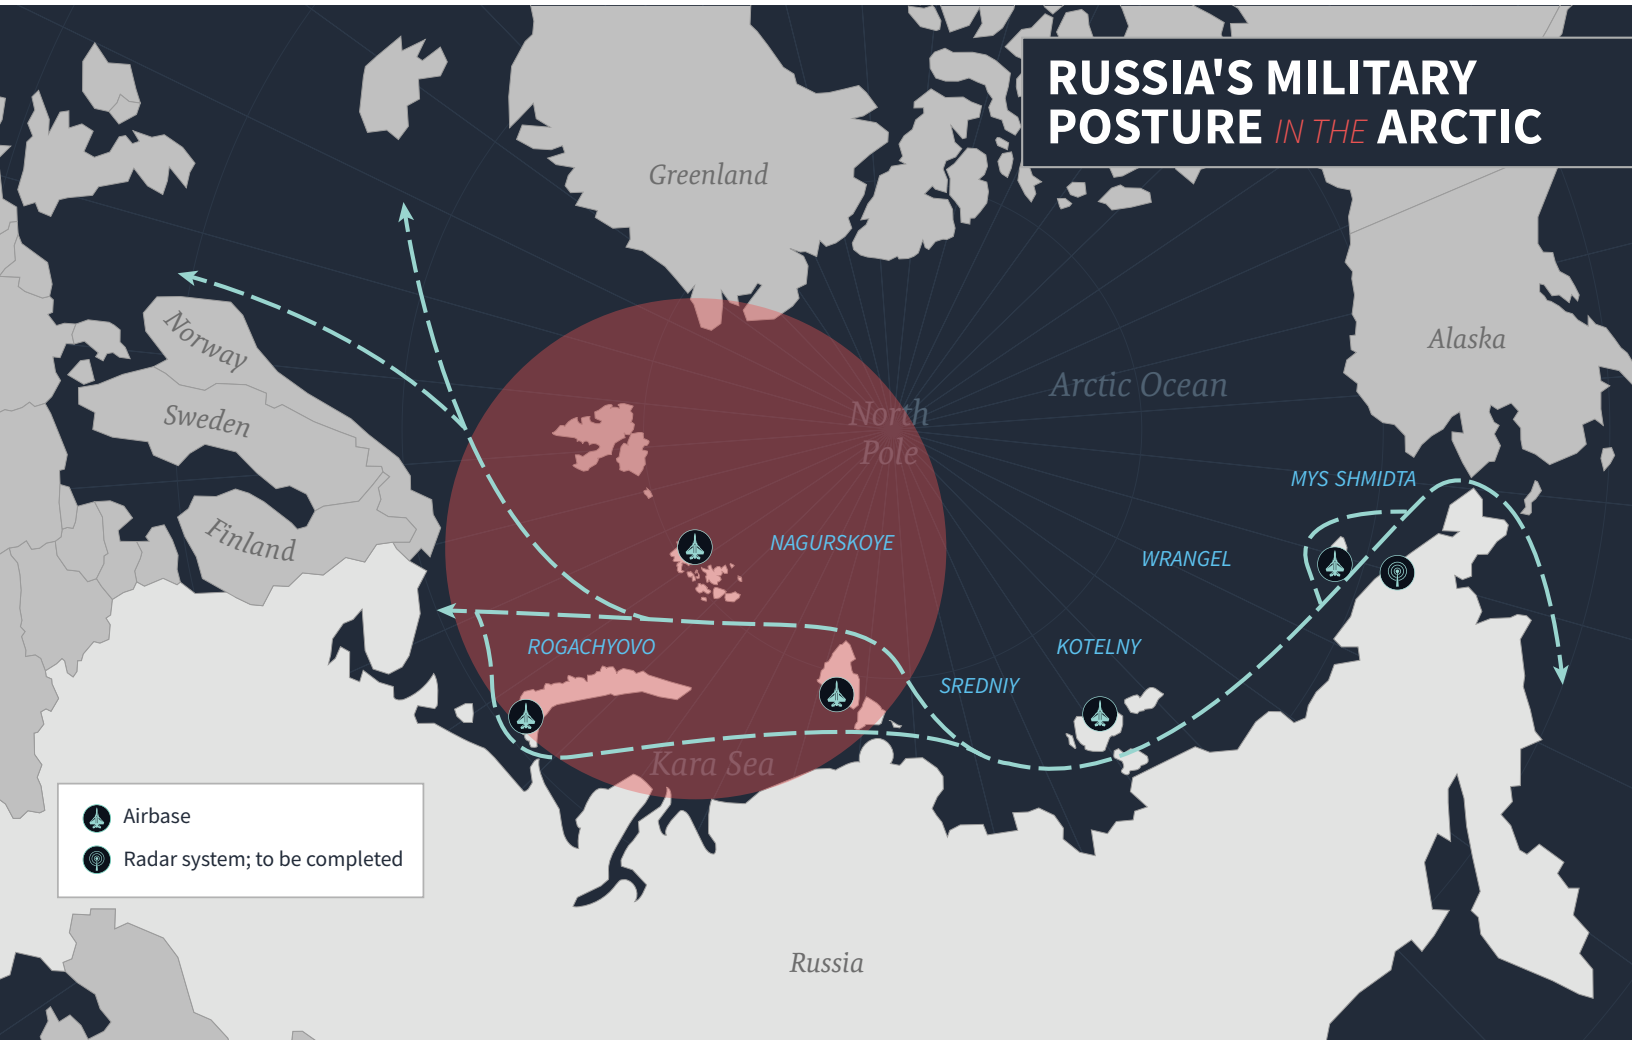 RUSSIA'S MILITARY
POSTURE IN THE ARCTIC
Greenland
Norway
Alaska
Arctic Ocean
North
Pole
Sweden
MYS SHMIDTA
Finland
NAGURSKOYE
WRANGEL
ROGACHYOVO
KOTELNY
SREDNIY
Kara Sea
Airbase
Radar system; to be completed
Russia